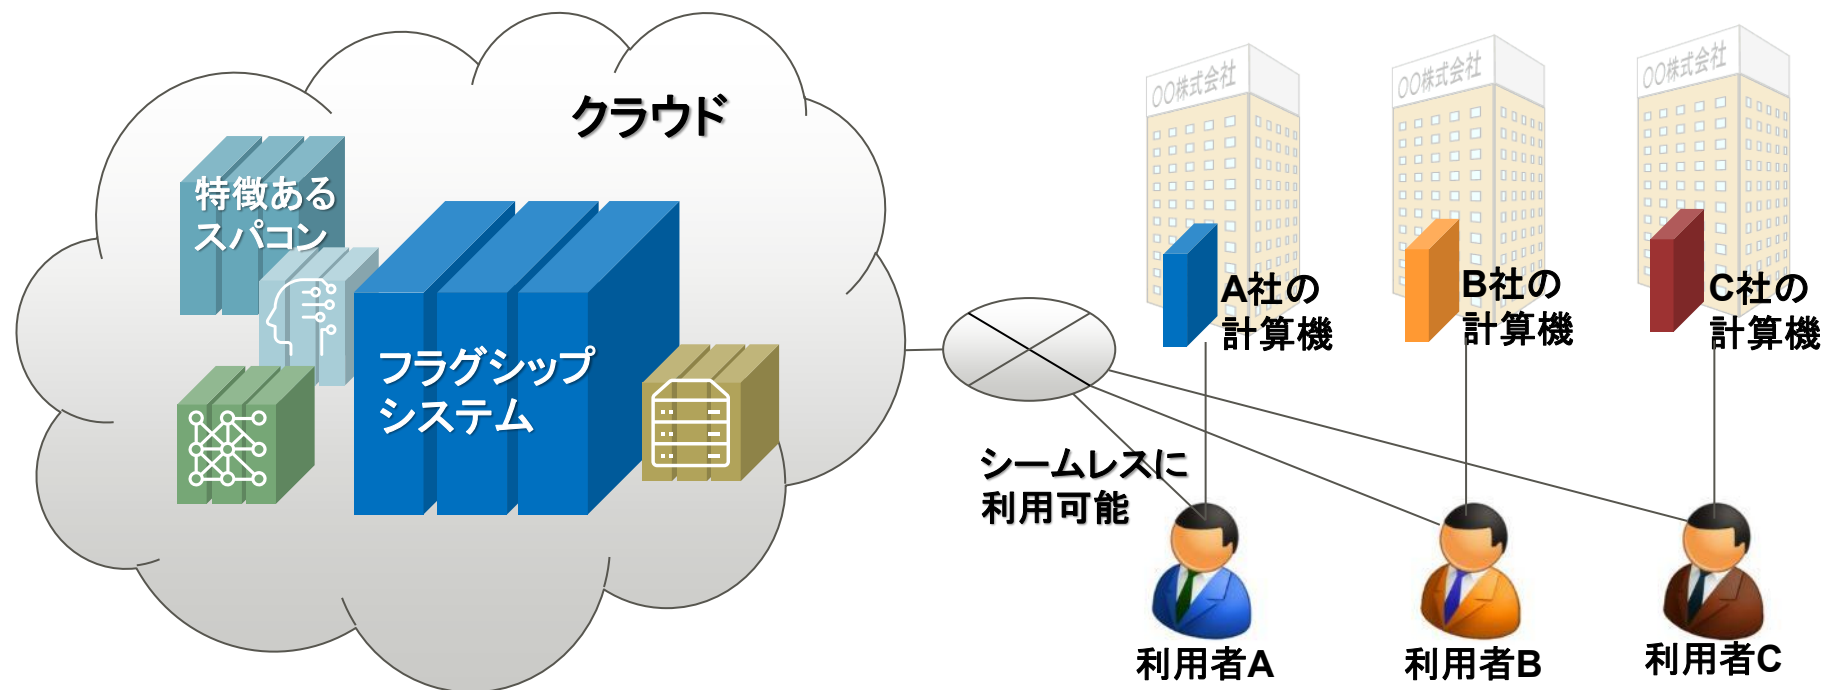 クラウド
特徴ある
スパコン
フラグシップ
システム
〇〇株式会社
〇〇株式会社
〇〇株式会社
A社の
計算機
B社の
計算機
C社の
計算機
シームレスに
利用可能
利用者A
利用者B
利用者C